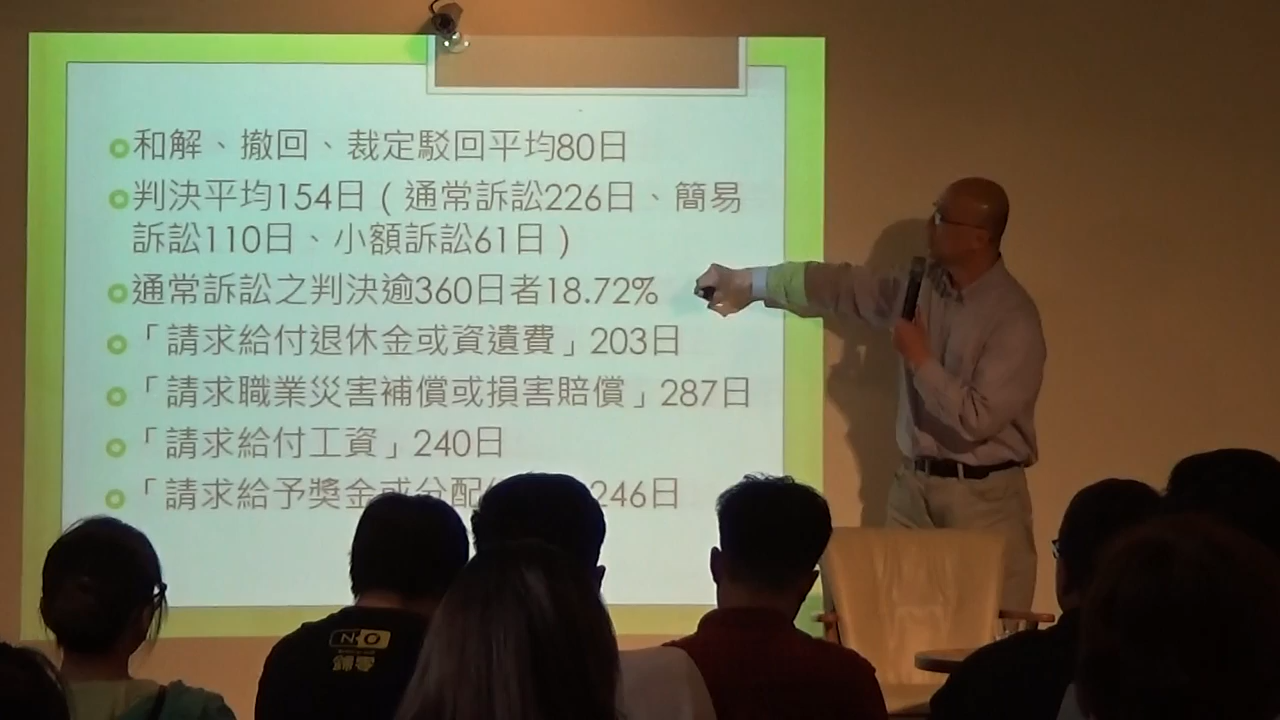 和解、撤回、裁定駁回平均80日
判決平均154日（通常訴訟226日、簡易
訴訟110日、小額訴訟61日）
通常訴訟之判決逾360日者18.72%
「請求給付退休金或資遣費」203日
「請求職業災害補償或損害賠償」287日
「請求給付工資」240日
「請求給予獎金或分配 246日